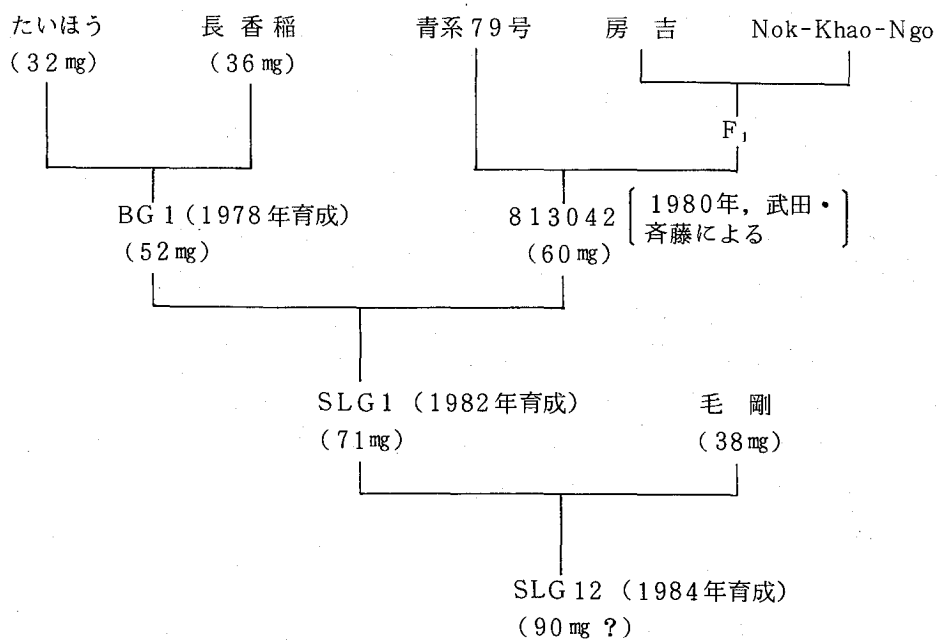 たいほう 長香稲 青系79号 房吉 Nok-Khao-Ngo
(32㎎) (36㎎)
F₁
BG1(1978年育成) 813042 [1980年,武田・
斉藤による]
(52㎎) (60㎎)
SLG1(1982年育成) 毛剛
(71㎎) (38㎎)
SLG12(1984年育成)
(90㎎?)